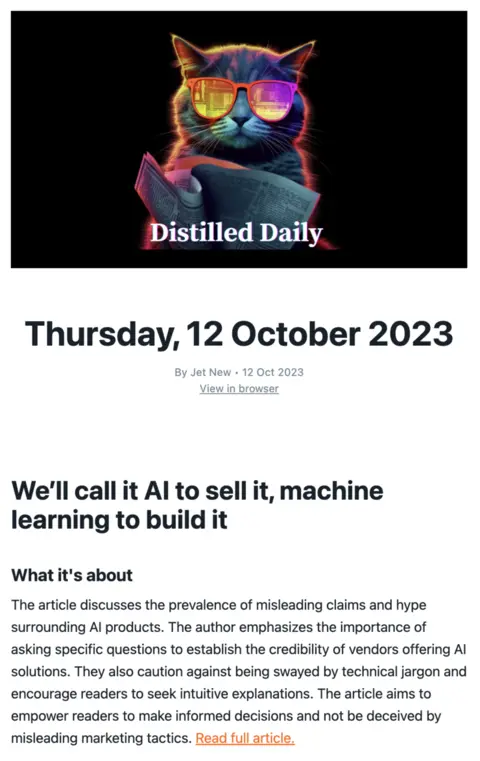 Distilled Daily
Thursday, 12 October 2023
By Jet New • 12 Oct 2023
View in browser
We’ll call it AI to sell it, machine
learning to build it
What it's about
The article discusses the prevalence of misleading claims and hype
surrounding AI products. The author emphasizes the importance of
asking specific questions to establish the credibility of vendors offering AI
solutions. They also caution against being swayed by technical jargon and
encourage readers to seek intuitive explanations. The article aims to
empower readers to make informed decisions and not be deceived by
misleading marketing tactics. Read full article.